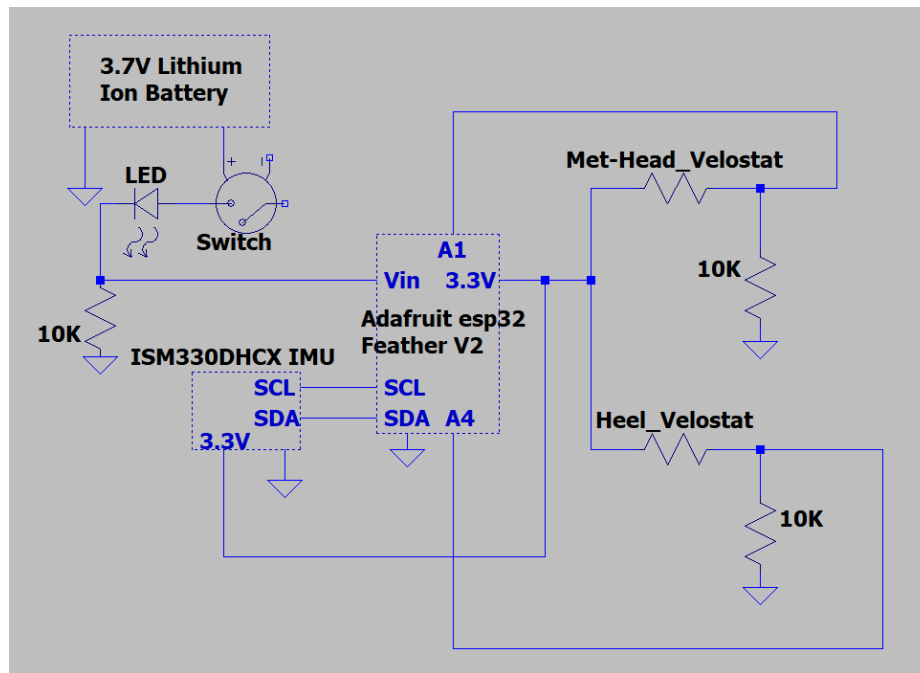 3.7V Lithium
Ion Battery
LED
+
Switch
Met-Head_Velostat
A1
Vin 3.3V
10K
10K
Adafruit esp32
Feather V2
ISM330DHCX IMU
SCL SCL
SDA SDA A4
3.3V
Heel_Velostat
10K